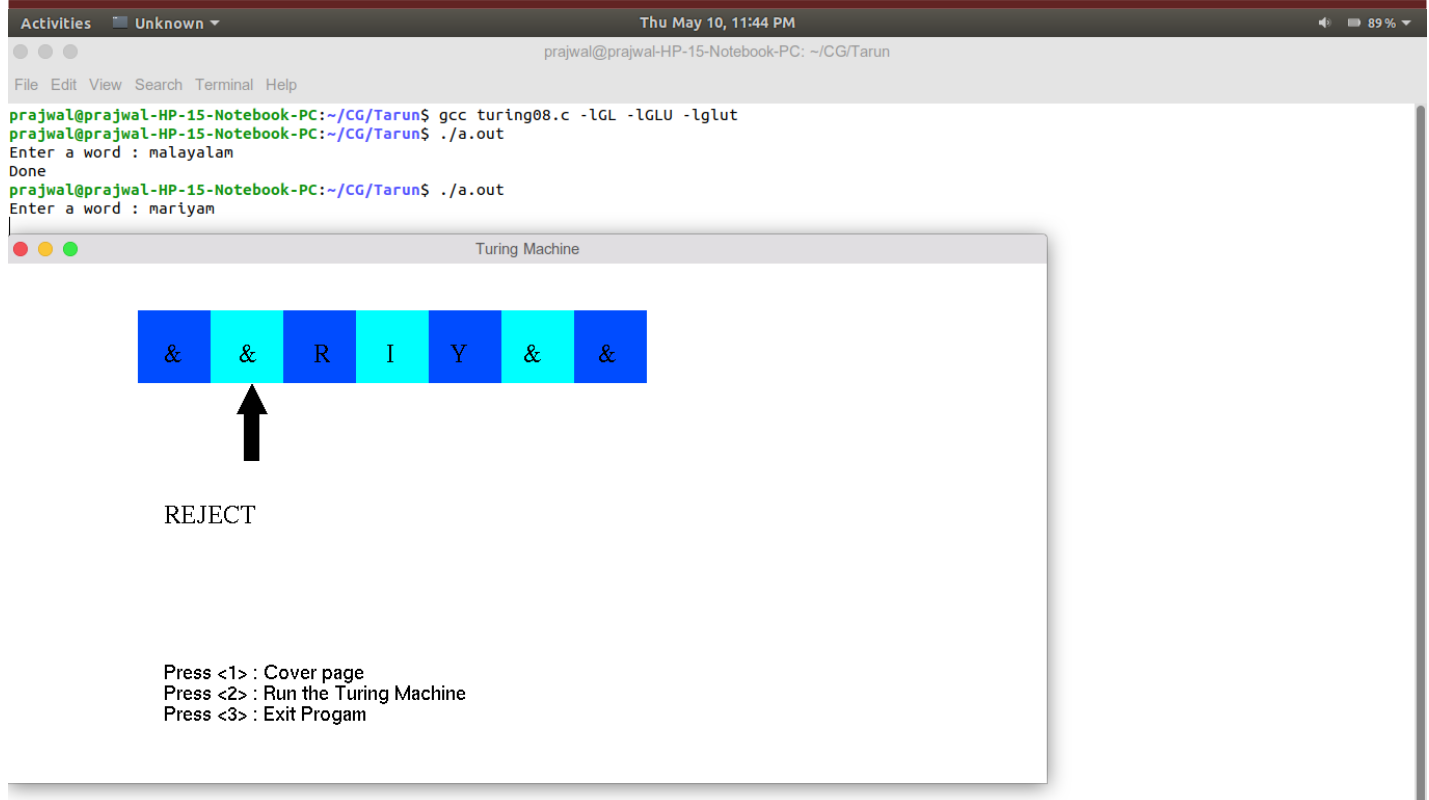 Activities Unknown Thu May 10, 11:44 PM 89 %
prajwal@prajwal-HP-15-Notebook-PC: ~/CG/Tarun
File Edit View Search Terminal Help
prajwal@prajwal-HP-15-Notebook-PC:~/CG/Tarun$ gcc turing08.c -lGL -lGLU -lglut
prajwal@prajwal-HP-15-Notebook-PC:~/CG/Tarun$ ./a.out
Enter a word : malayalam
Done
prajwal@prajwal-HP-15-Notebook-PC:~/CG/Tarun$ ./a.out
Enter a word : mariyam
Turing Machine
& & R I Y & &
REJECT
Press <1> : Cover page
Press <2> : Run the Turing Machine
Press <3> : Exit Progam